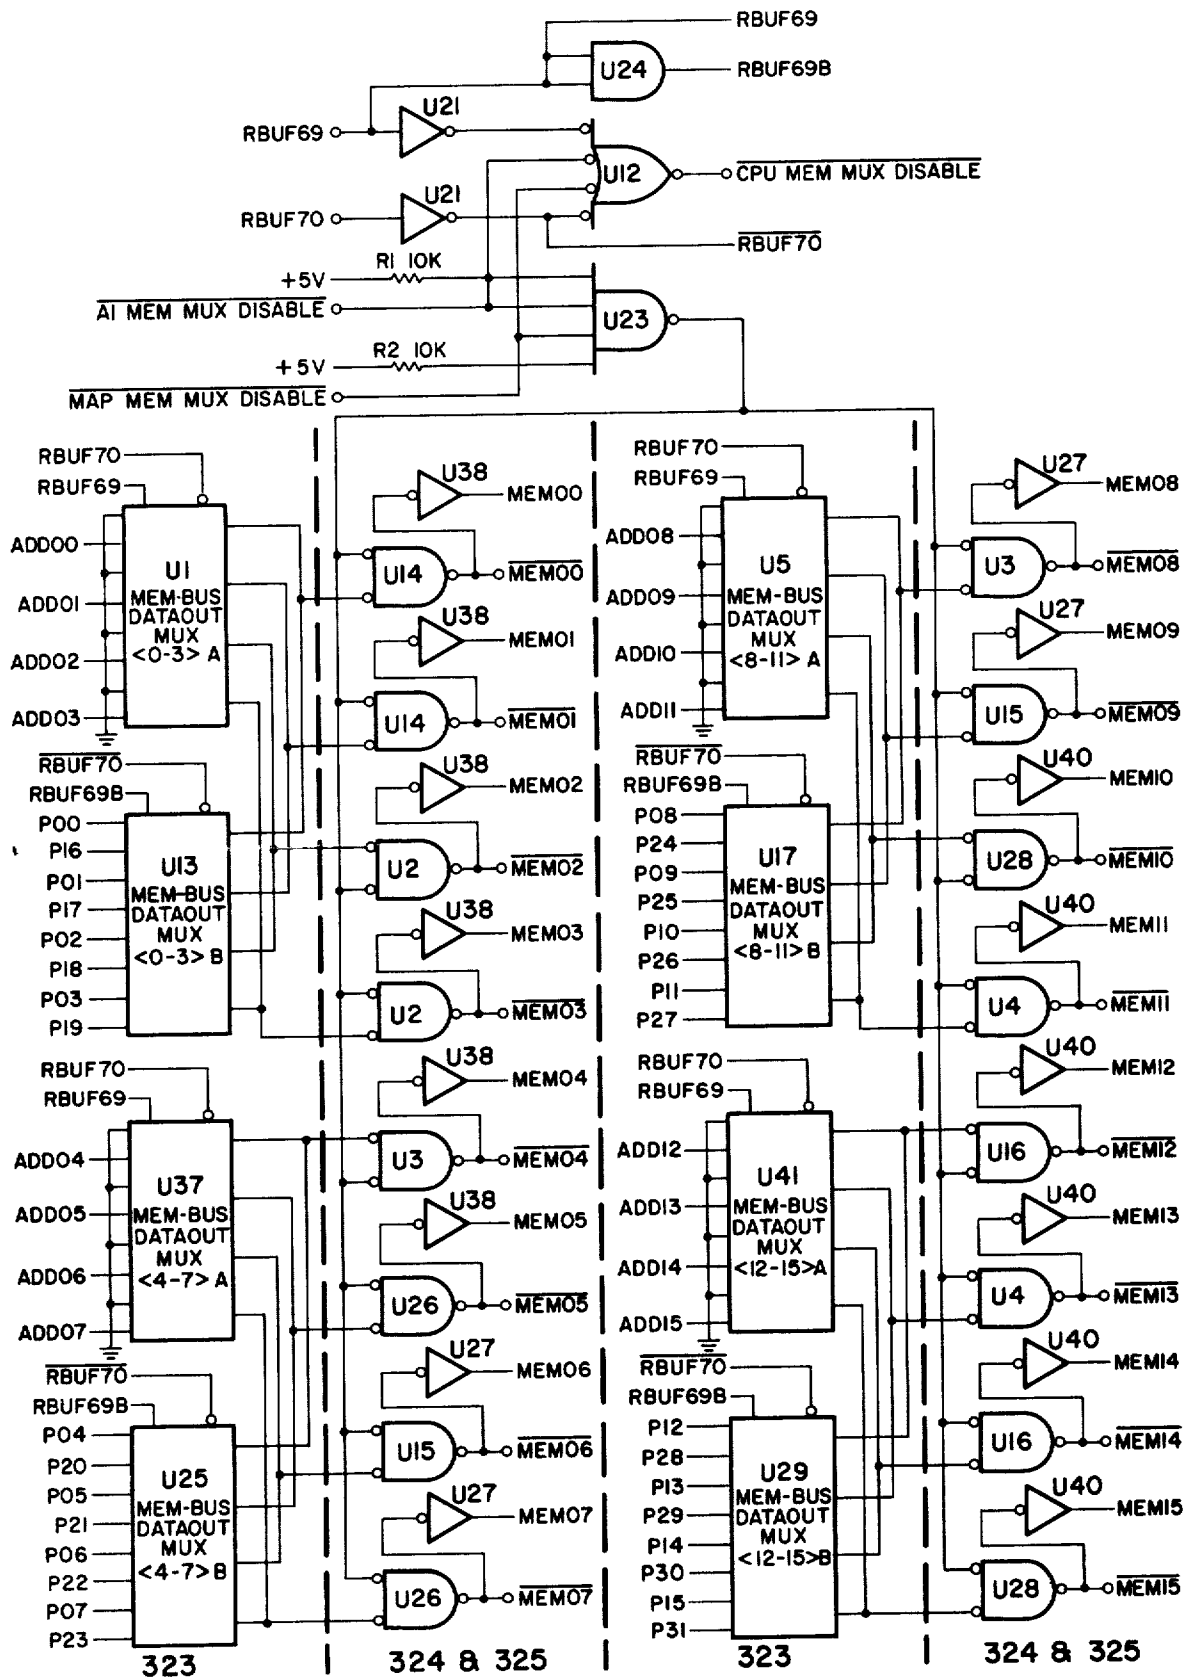 RBUF69
U24
RBUF69B
U21
RBUF69
U12
CPU MEM MUX DISABLE
U21
RBUF70
RBUF70
R1 10K
+5V
AI MEM MUX DISABLE
U23
R2 10K
+5V
MAP MEM MUX DISABLE
RBUF70
RBUF69
ADD00
ADD01
ADD02
ADD03
U1
MEM-BUS
DATAOUT
MUX
<0-3> A
RBUF70
RBUF69B
P00
P16
P01
P17
P02
P18
P03
P19
U13
MEM-BUS
DATAOUT
MUX
<0-3> B
RBUF70
RBUF69
ADD04
ADD05
ADD06
ADD07
U37
MEM-BUS
DATAOUT
MUX
<4-7> A
RBUF70
RBUF69B
P04
P20
P05
P21
P06
P22
P07
P23
U25
MEM-BUS
DATAOUT
MUX
<4-7> B
323
U38
MEM00
U14
MEM00
U38
MEM01
U14
MEM01
U38
MEM02
U2
MEM02
U38
MEM03
U2
MEM03
U38
MEM04
U3
MEM04
U38
MEM05
U26
MEM05
U27
MEM06
U15
MEM06
U27
MEM07
U26
MEM07
324 & 325
RBUF70
RBUF69
ADD08
ADD09
ADD10
ADD11
U5
MEM-BUS
DATAOUT
MUX
<8-11> A
RBUF70
RBUF69B
P08
P24
P09
P25
P10
P26
P11
P27
U17
MEM-BUS
DATAOUT
MUX
<8-11> B
RBUF70
RBUF69
ADD12
ADD13
ADD14
ADD15
U41
MEM-BUS
DATAOUT
MUX
<12-15>A
RBUF70
RBUF69B
P12
P28
P13
P29
P14
P30
P15
P31
U29
MEM-BUS
DATAOUT
MUX
<12-15>B
323
U27
MEM08
U3
MEM08
U27
MEM09
U15
MEM09
U40
MEM10
U28
MEM10
U40
MEM11
U4
MEM11
U40
MEM12
U16
MEM12
U40
MEM13
U4
MEM13
U40
MEM14
U16
MEM14
U40
MEM15
U28
MEM15
324 & 325